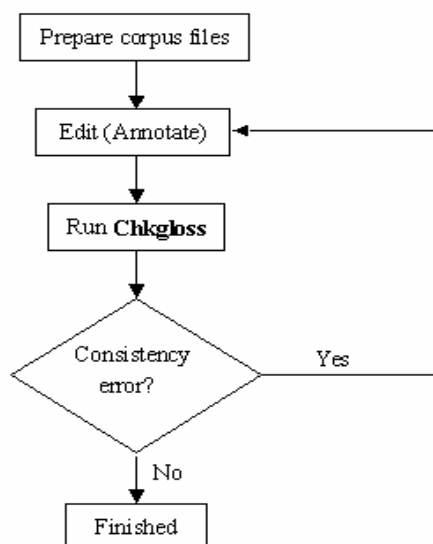 Prepare corpus files
Edit (Annotate)
Run Chkgloss
Consistency
error?
Yes
No
Finished